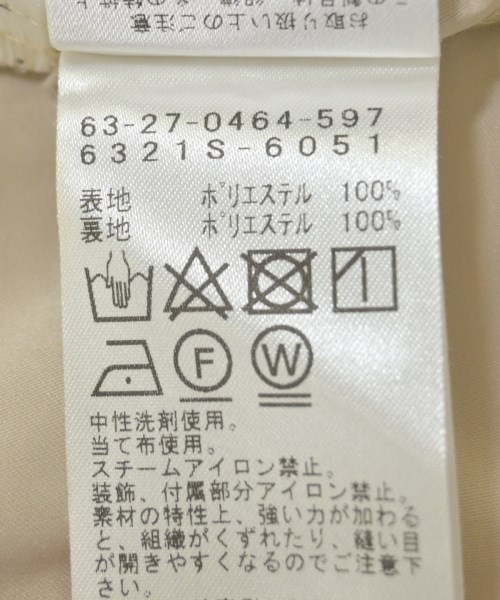 お取り扱い上のご注意
63-27-0464-597
6321S-6051
表地 ポリエステル 100%
裏地 ポリエステル 100%
F W
中性洗剤使用。
当て布使用。
スチームアイロン禁止。
装飾、付属部分アイロン禁止。
素材の特性上、強い力が加わる
と、組織がくずれたり、縫い目
が開きやすくなるのでご注意下
さい。